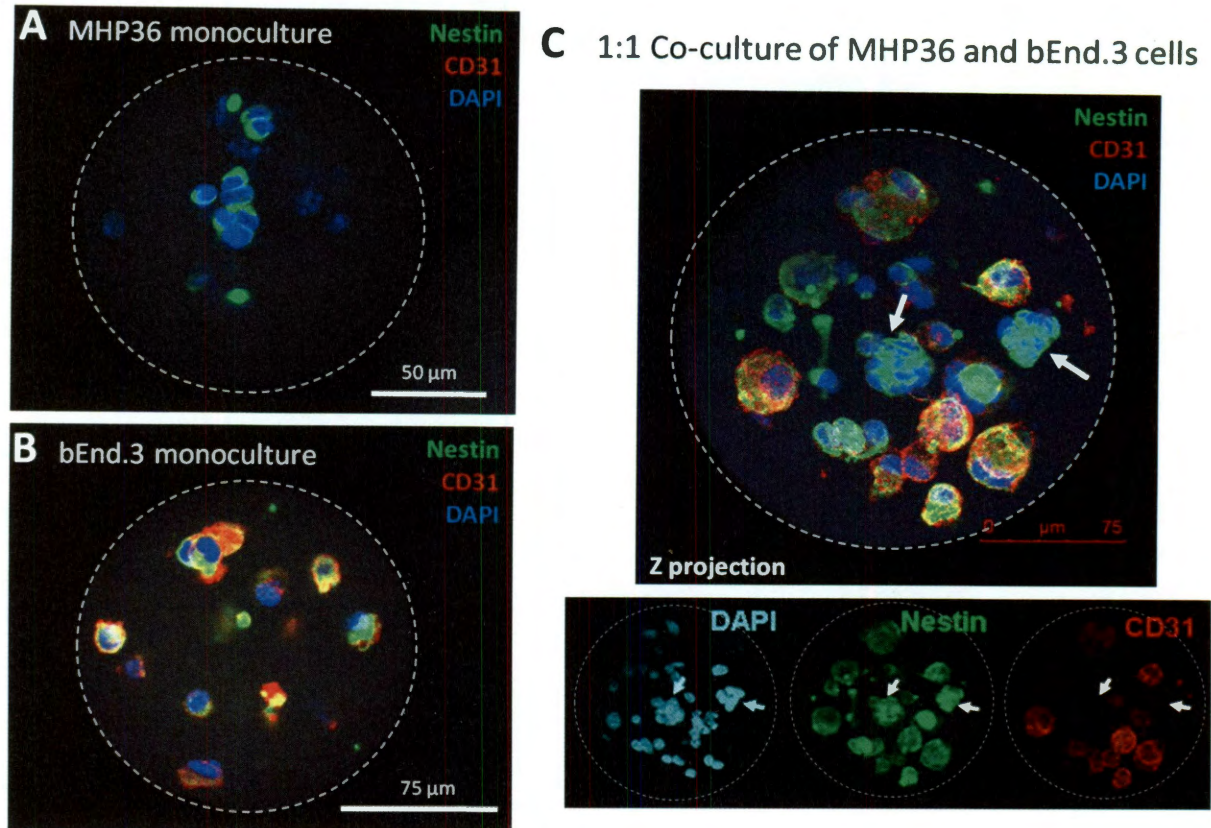 A MHP36 monoculture
Nestin
CD31
DAPI
50 µm
B bEnd.3 monoculture
Nestin
CD31
DAPI
75 µm
C 1:1 Co-culture of MHP36 and bEnd.3 cells
Nestin
CD31
DAPI
0 µm 75
Z projection
DAPI
Nestin
CD31